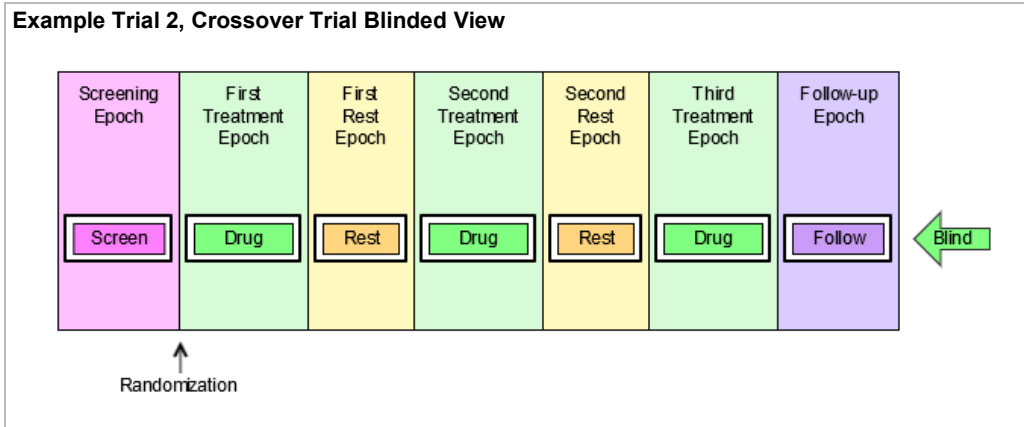 Example Trial 2, Crossover Trial Blinded View
Screening
Epoch
First
Treatment
Epoch
First
Rest
Epoch
Second
Treatment
Epoch
Second
Rest
Epoch
Third
Treatment
Epoch
Follow-up
Epoch
Screen
Drug
Rest
Drug
Rest
Drug
Follow
Blind
Randomization